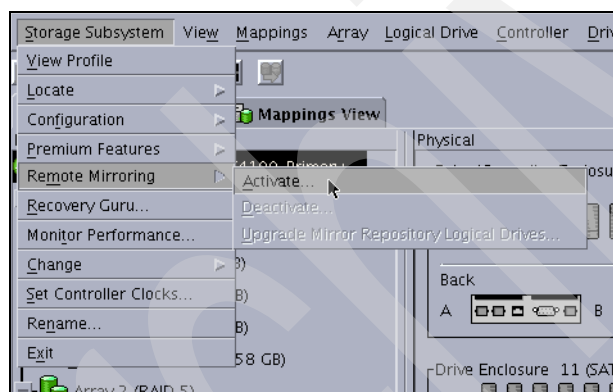 Storage Subsystem View Mappings Array Logical Drive Controller
View Profile
Locate
Configuration
Mappings View
Premium Features
Physical
Remote Mirroring
Activate...
Deactivate...
Upgrade Mirror Repository Logical Drives...
Recovery Guru...
Monitor Performance...
Change
Set Controller Clocks...
Rename...
Exit
Back
A B
58 GB)
Drive Enclosure 11 (SAT
Array 2 (RAID 5)